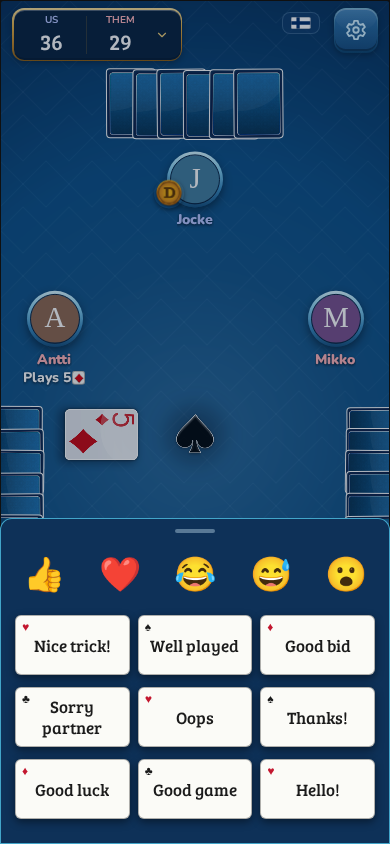 US
THEM
36
29
J
D
Jocke
A
M
Antti
Mikko
Plays 5♦
5
Nice trick!
Well played
Good bid
Sorry
partner
Oops
Thanks!
Good luck
Good game
Hello!